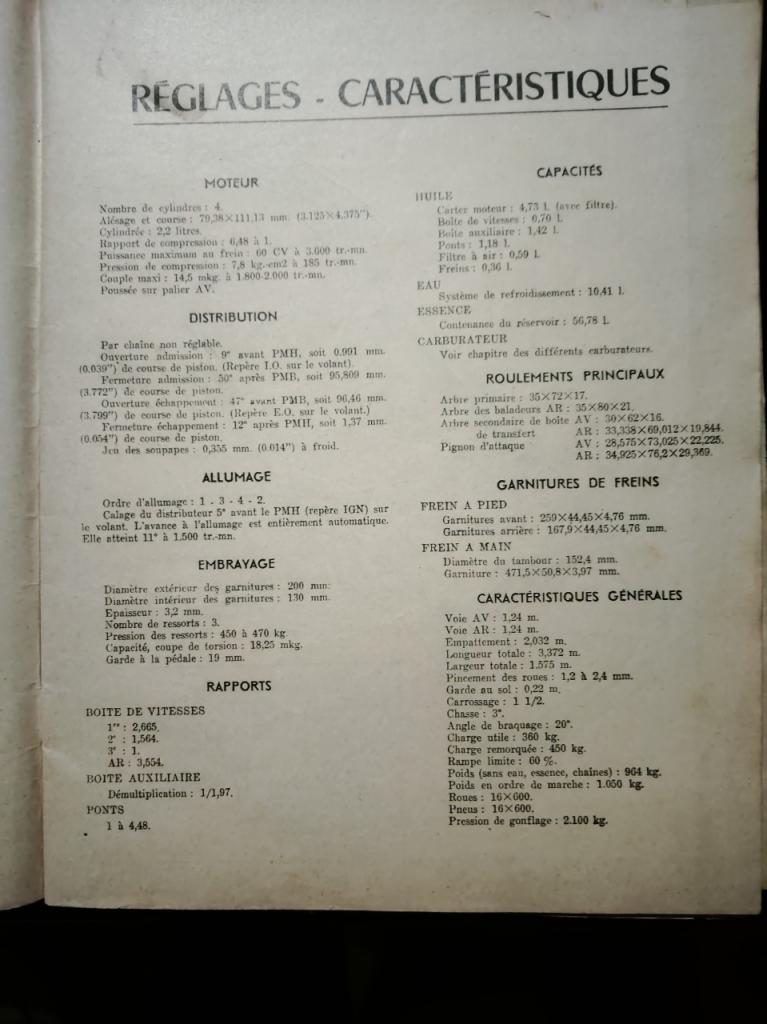 RÉGLAGES - CARACTÉRISTIQUES
MOTEUR
Nombre de cylindres : 4.
Alésage et course : 79,38×111,13 mm. (3.125×4.375").
Cylindrée : 2,2 litres.
Rapport de compression : 6,48 à 1.
Puissance maximum au frein : 60 CV à 3.600 tr.-mn.
Pression de compression : 7,8 kg.-cm2 à 185 tr.-mn.
Couple maxi : 14,5 mkg. à 1.800-2.000 tr.-mn.
Poussée sur palier AV.
DISTRIBUTION
Par chaîne non réglable.
Ouverture admission : 9° avant PMH, soit 0.991 mm.
(0.039") de course de piston. (Repère I.O. sur le volant).
Fermeture admission : 50° après PMB, soit 95,809 mm.
(3.772") de course de piston.
Ouverture échappement : 47° avant PMB, soit 96,46 mm.
(3.799") de course de piston. (Repère E.O. sur le volant.)
Fermeture échappement : 12° après PMH, soit 1,37 mm.
(0.054") de course de piston.
Jeu des soupapes : 0,355 mm. (0.014") à froid.
ALLUMAGE
Ordre d'allumage : 1 - 3 - 4 - 2.
Calage du distributeur 5° avant le PMH (repère IGN) sur
le volant. L'avance à l'allumage est entièrement automatique.
Elle atteint 11° à 1.500 tr.-mn.
EMBRAYAGE
Diamètre extérieur des garnitures : 200 mm.
Diamètre intérieur des garnitures : 130 mm.
Epaisseur : 3,2 mm.
Nombre de ressorts : 3.
Pression des ressorts : 450 à 470 kg.
Capacité, coupe de torsion : 18,25 mkg.
Garde à la pédale : 19 mm.
RAPPORTS
BOITE DE VITESSES
1re : 2,665.
2e : 1,564.
3e : 1.
AR : 3,554.
BOITE AUXILIAIRE
Démultiplication : 1/1,97.
PONTS
1 à 4,48.
CAPACITÉS
HUILE
Carter moteur : 4,73 l. (avec filtre).
Boîte de vitesses : 0,70 l.
Boîte auxiliaire : 1,42 l.
Ponts : 1,18 l.
Filtre à air : 0,59 l.
Freins : 0,36 l.
EAU
Système de refroidissement : 10,41 l.
ESSENCE
Contenance du réservoir : 56,78 l.
CARBURATEUR
Voir chapitre des différents carburateurs.
ROULEMENTS PRINCIPAUX
Arbre primaire : 35×72×17.
Arbre des baladeurs AR : 35×80×21.
Arbre secondaire de boîte AV : 30×62×16.
de transfert AR : 33,338×69,012×19,844.
Pignon d'attaque AV : 28,575×73,025×22,225.
AR : 34,925×76,2×29,369.
GARNITURES DE FREINS
FREIN A PIED
Garnitures avant : 259×44,45×4,76 mm.
Garnitures arrière : 167,9×44,45×4,76 mm.
FREIN A MAIN
Diamètre du tambour : 152,4 mm.
Garniture : 471,5×50,8×3,97 mm.
CARACTÉRISTIQUES GÉNÉRALES
Voie AV : 1,24 m.
Voie AR : 1,24 m.
Empattement : 2,032 m.
Longueur totale : 3,372 m.
Largeur totale : 1.575 m.
Pincement des roues : 1,2 à 2,4 mm.
Garde au sol : 0,22 m.
Carrossage : 1 1/2.
Chasse : 3°.
Angle de braquage : 20°.
Charge utile : 360 kg.
Charge remorquée : 450 kg.
Rampe limite : 60 %.
Poids (sans eau, essence, chaînes) : 964 kg.
Poids en ordre de marche : 1.050 kg.
Roues : 16×600.
Pneus : 16×600.
Pression de gonflage : 2.100 kg.